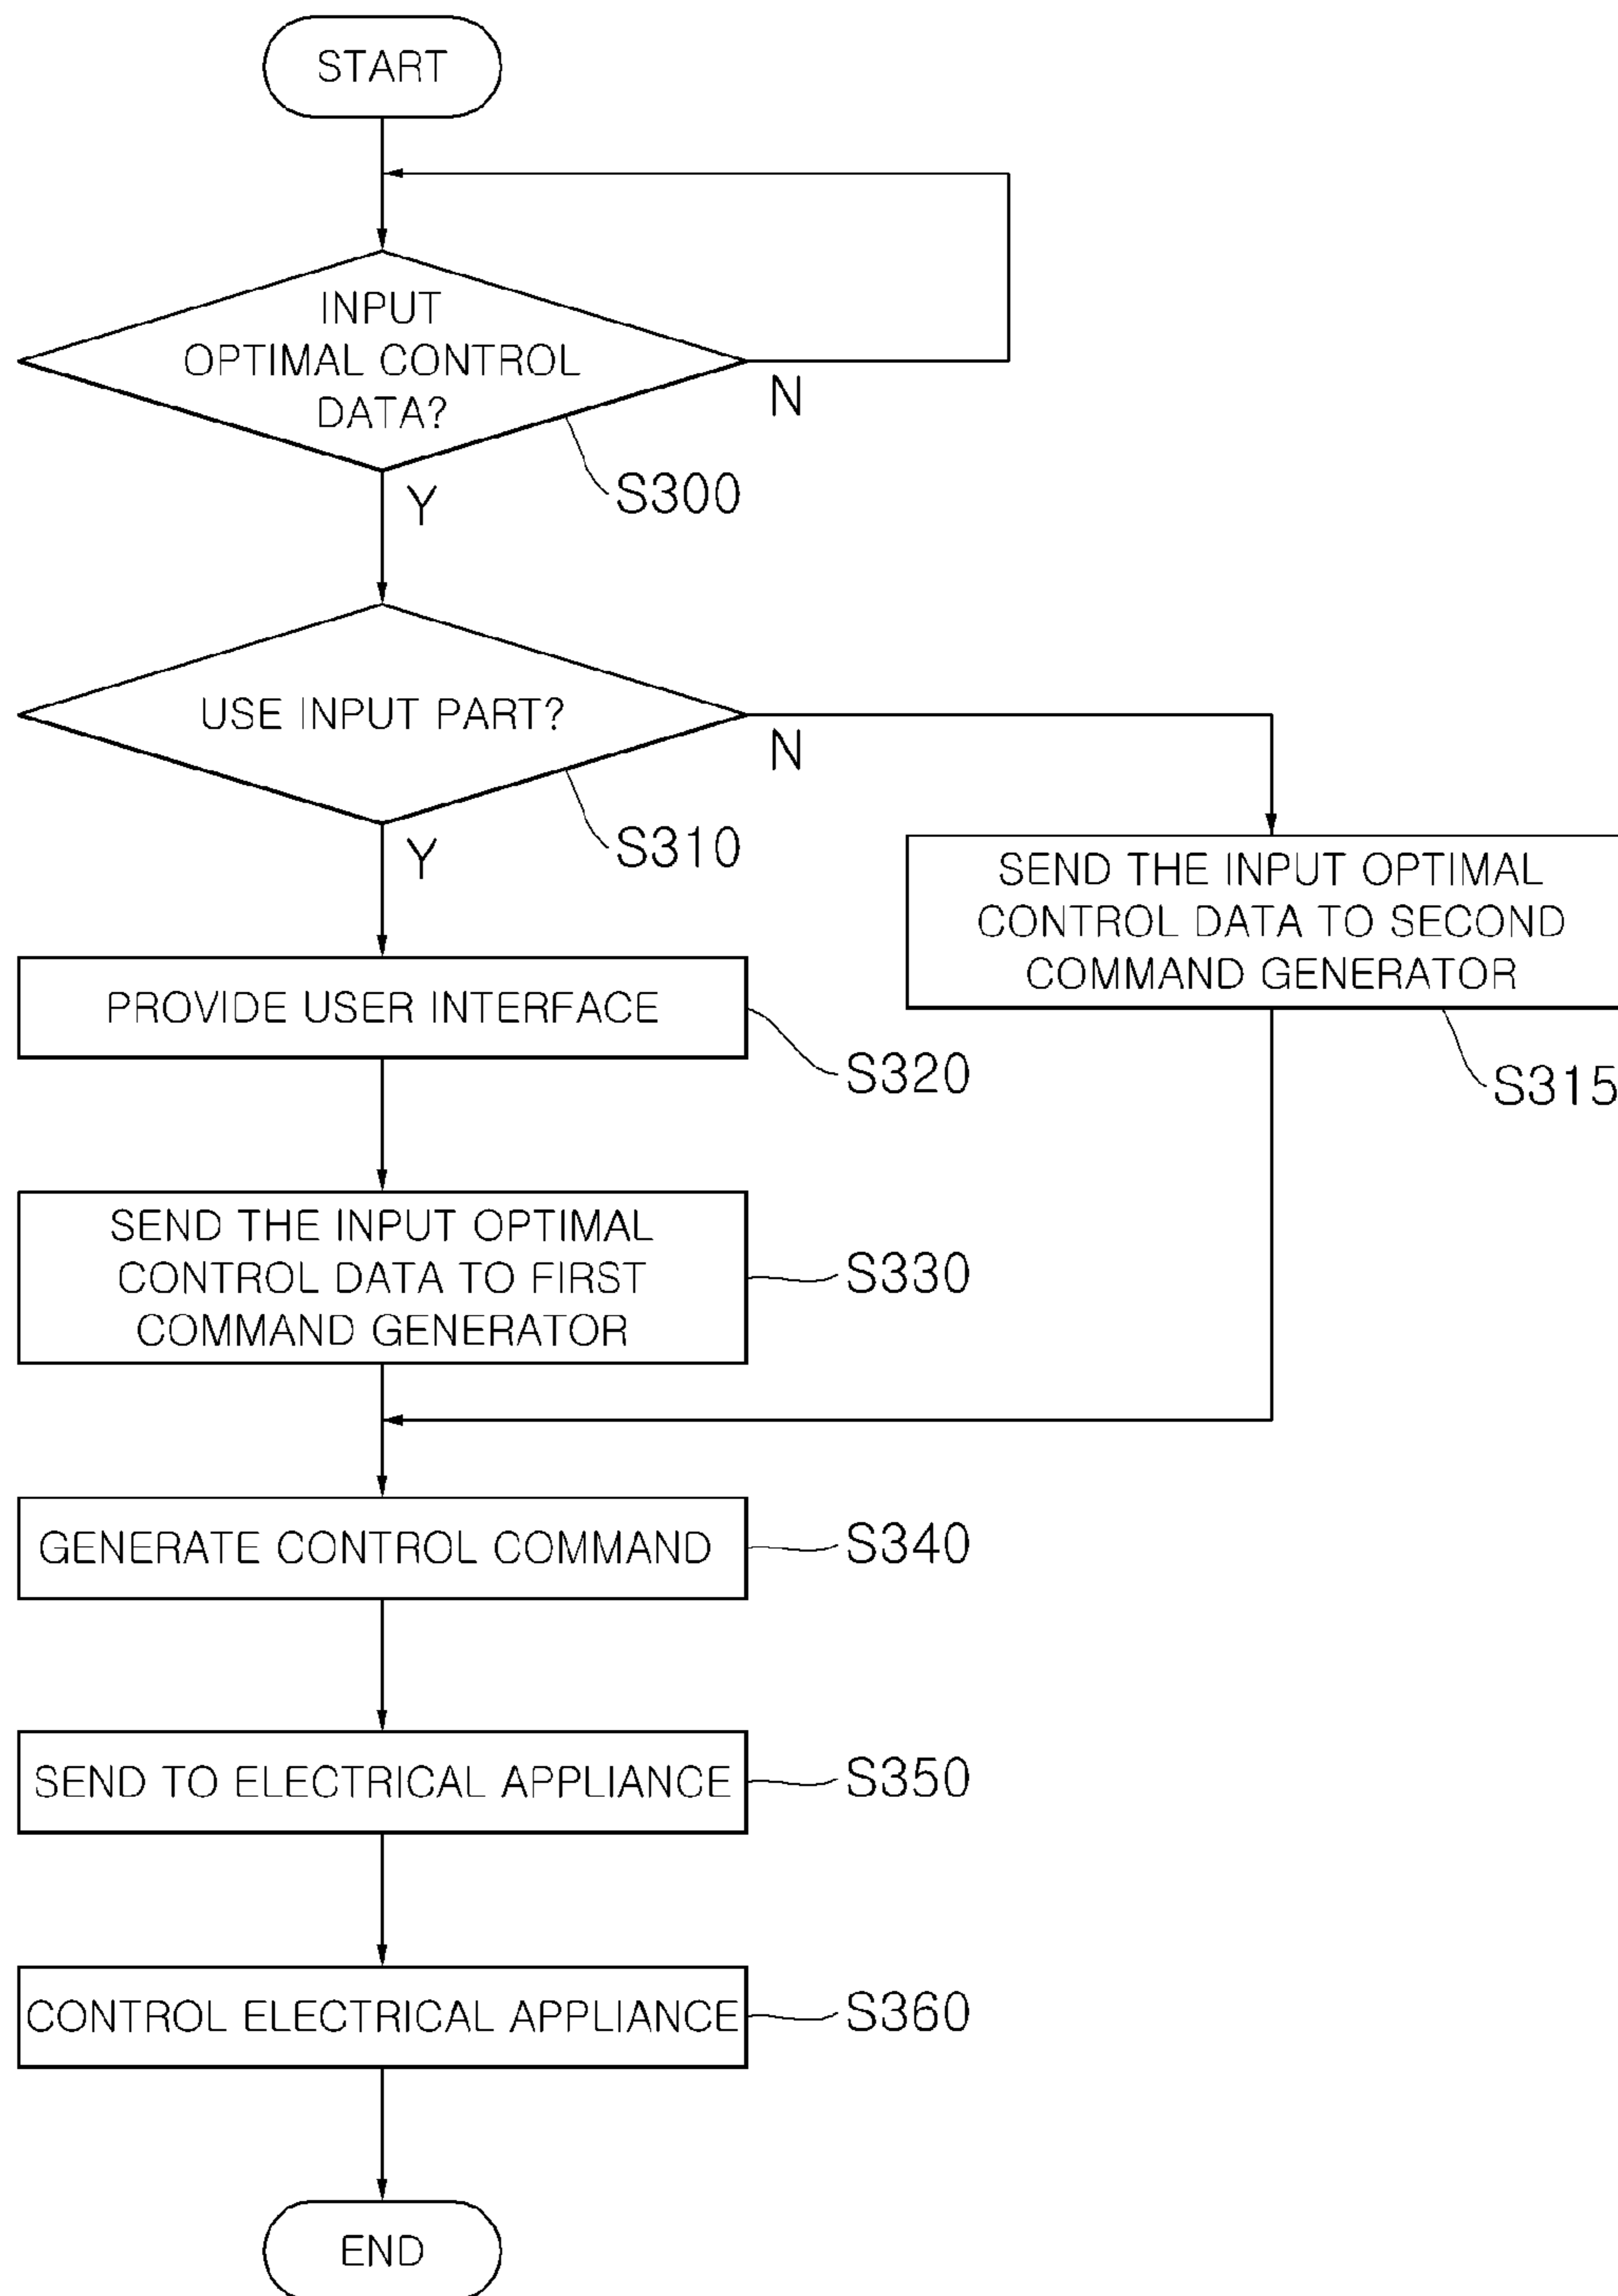 START
INPUT
OPTIMAL CONTROL
DATA?
N
S300
Y
USE INPUT PART?
N
S310
Y
SEND THE INPUT OPTIMAL
CONTROL DATA TO SECOND
COMMAND GENERATOR
S315
PROVIDE USER INTERFACE
S320
SEND THE INPUT OPTIMAL
CONTROL DATA TO FIRST
COMMAND GENERATOR
S330
GENERATE CONTROL COMMAND
S340
SEND TO ELECTRICAL APPLIANCE
S350
CONTROL ELECTRICAL APPLIANCE
S360
END